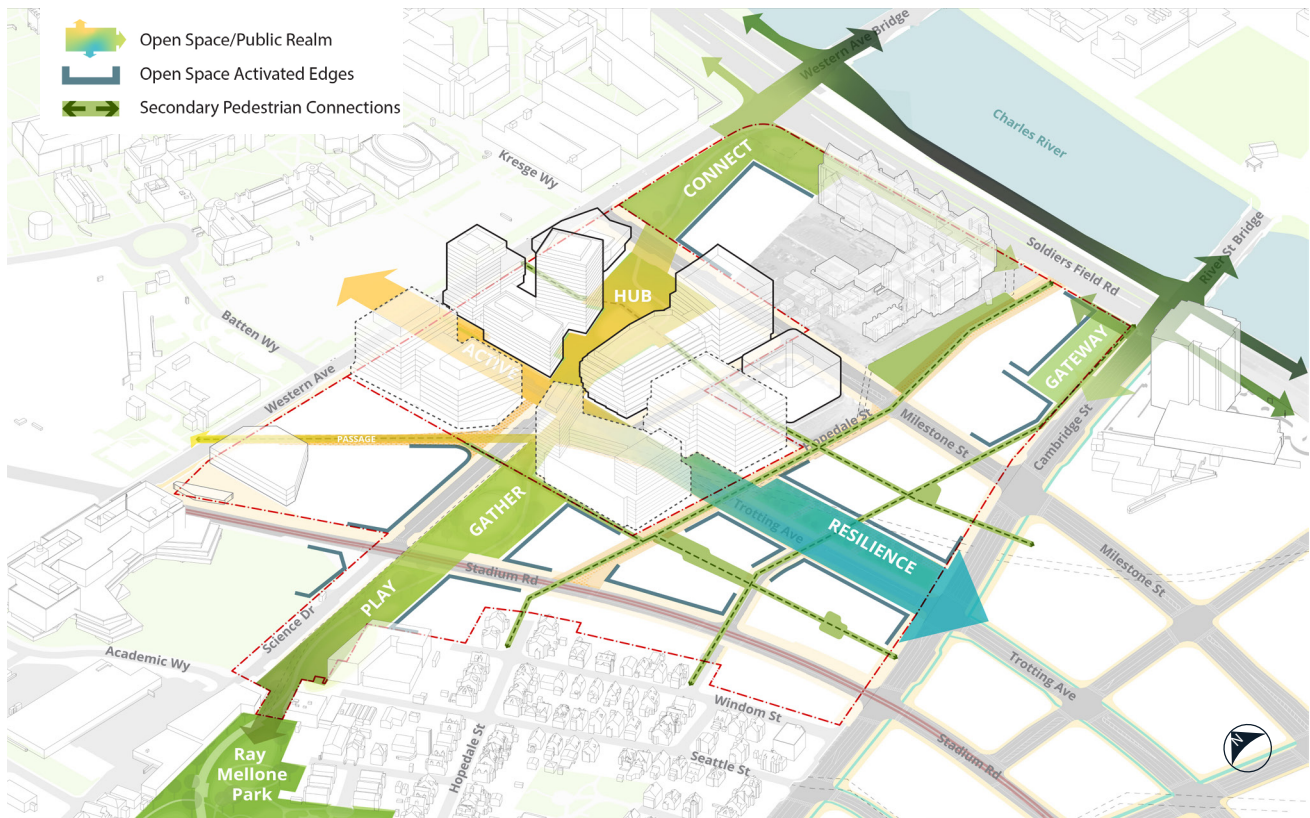 Open Space/Public Realm
Open Space Activated Edges
Secondary Pedestrian Connections
Western Ave Bridge
Charles River
Kresge Wy
CONNECT
Soldiers Field Rd
River St Bridge
HUB
Batten Wy
ACTIVE
GATEWAY
Western Ave
Hopedale St
Milestone St
Cambridge St
PASSAGE
GATHER
Trotting Ave
RESILIENCE
Stadium Rd
Milestone St
PLAY
Science Dr
Academic Wy
Trotting Ave
Windom St
Hopedale St
Seattle St
Stadium Rd
Ray
Mellone
Park
N